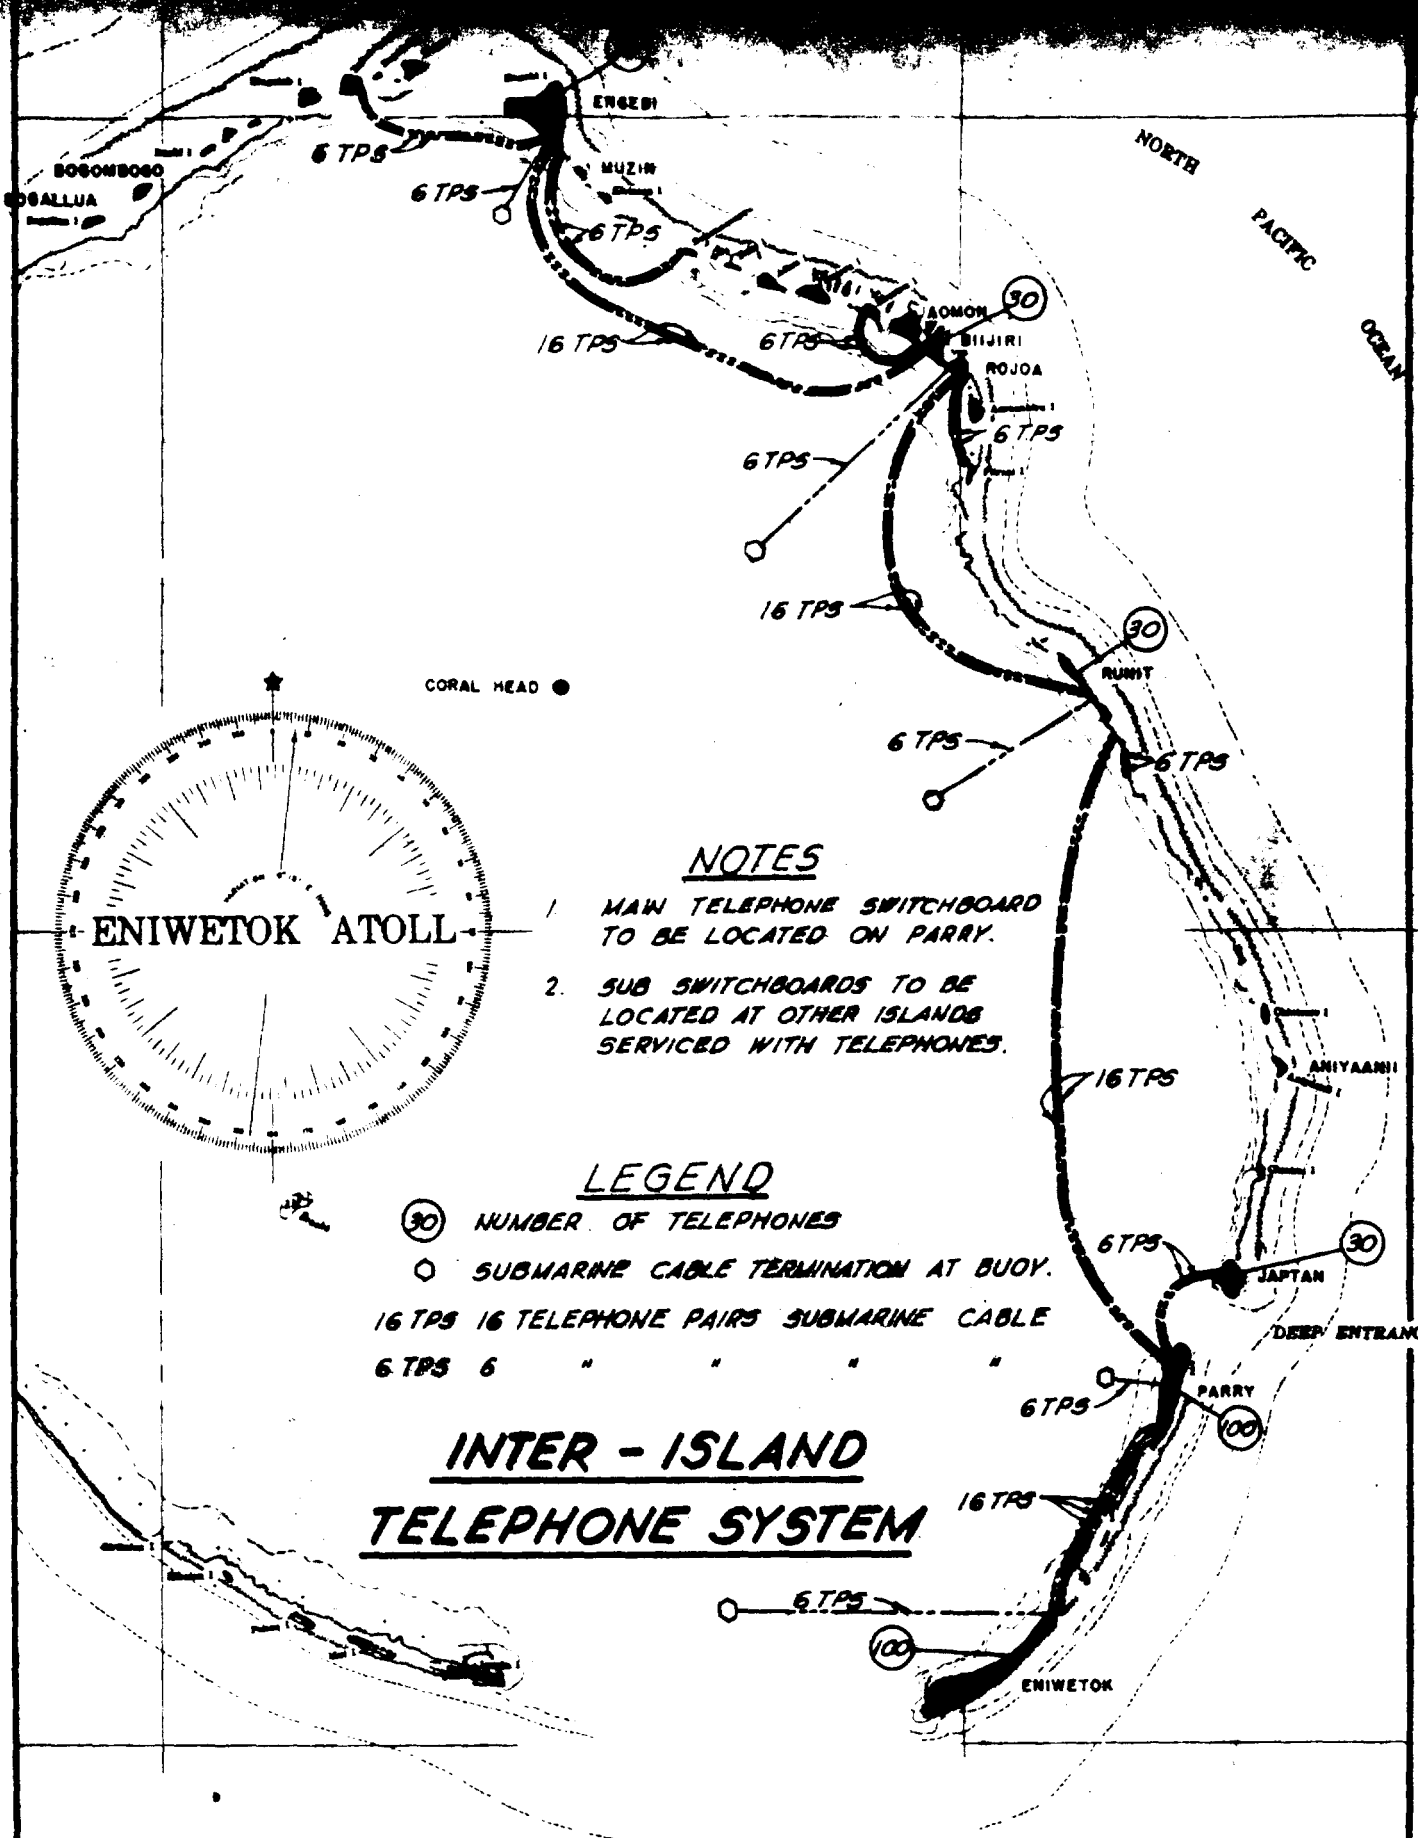 ENGEBI
6 TPS
BOGOMBOGO
MUZIN
6 TPS
6 TPS
NORTH
PACIFIC
OCEAN
30
AOMON
BIIJIRI
ROJOA
16 TPS
6 TPS
6 TPS
6 TPS
16 TPS
30
RUNIT
CORAL HEAD
6 TPS
6 TPS
ENIWETOK ATOLL
NOTES
1. MAIN TELEPHONE SWITCHBOARD
TO BE LOCATED ON PARRY.
2. SUB SWITCHBOARDS TO BE
LOCATED AT OTHER ISLANDS
SERVICED WITH TELEPHONES.
ANIYAANII
16 TPS
LEGEND
30 NUMBER OF TELEPHONES
SUBMARINE CABLE TERMINATION AT BUOY.
16 TPS 16 TELEPHONE PAIRS SUBMARINE CABLE
6 TPS 6 " " " "
6 TPS
30
JAPTAN
DEEP ENTRANC
PARRY
6 TPS
100
INTER - ISLAND
TELEPHONE SYSTEM
16 TPS
6 TPS
100
ENIWETOK